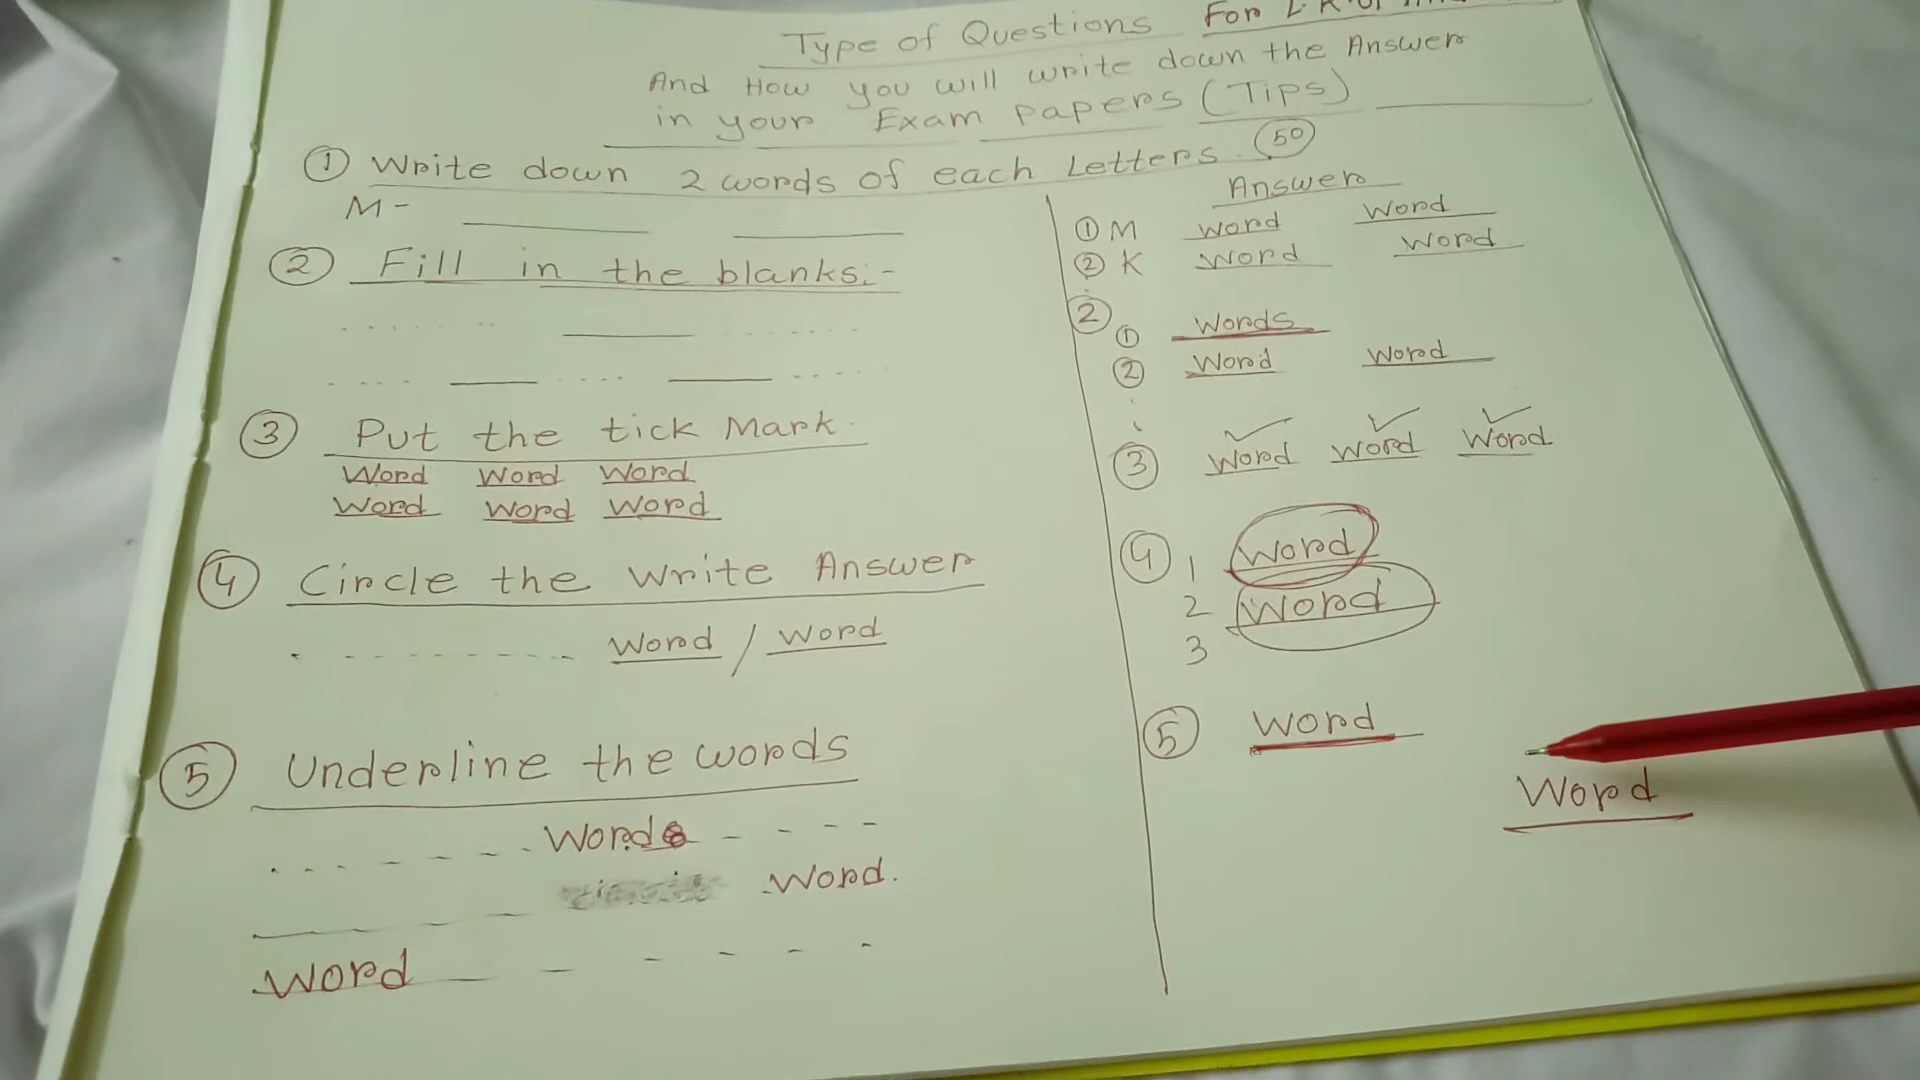 Type of Questions For
And How you will write down the Answer
in your Exam papers (Tips)
① Write down 2 words of each Letters. 50
M -
② Fill in the blanks:-
③ Put the tick Mark.
Word Word Word
Word Word Word
④ Circle the Write Answer
Word / Word
⑤ Underline the words
Words
Word.
Word
Answer
① M Word Word
② K Word Word
②
① Words
② Word Word
③ Word Word Word
④ 1 Word
2 Word
3
⑤ Word
Word